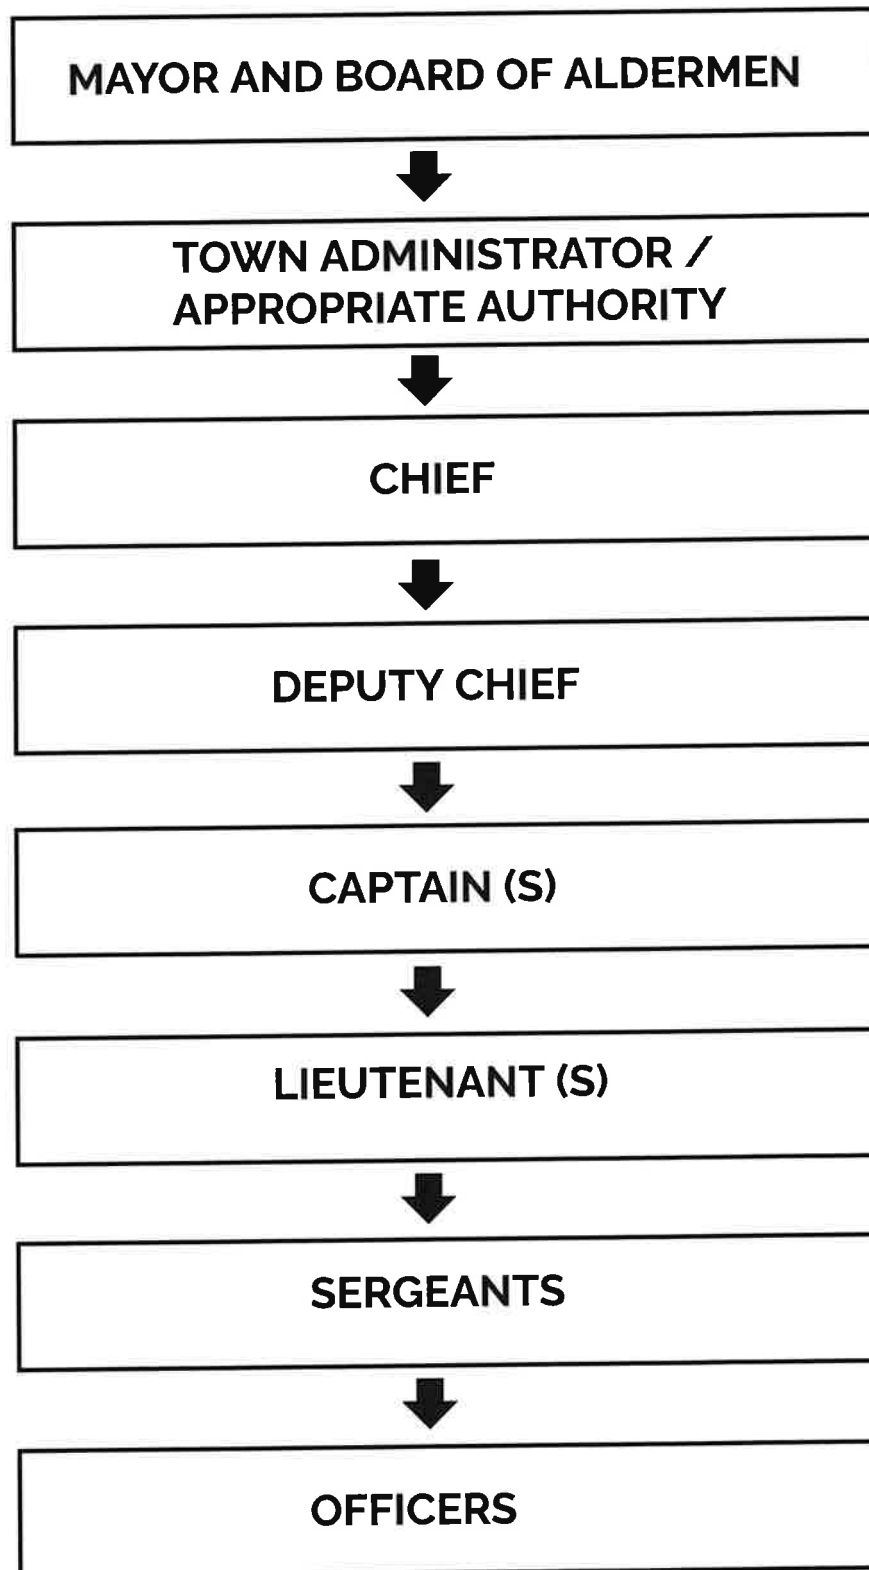 MAYOR AND BOARD OF ALDERMEN
TOWN ADMINISTRATOR /
APPROPRIATE AUTHORITY
CHIEF
DEPUTY CHIEF
CAPTAIN (S)
LIEUTENANT (S)
SERGEANTS
OFFICERS